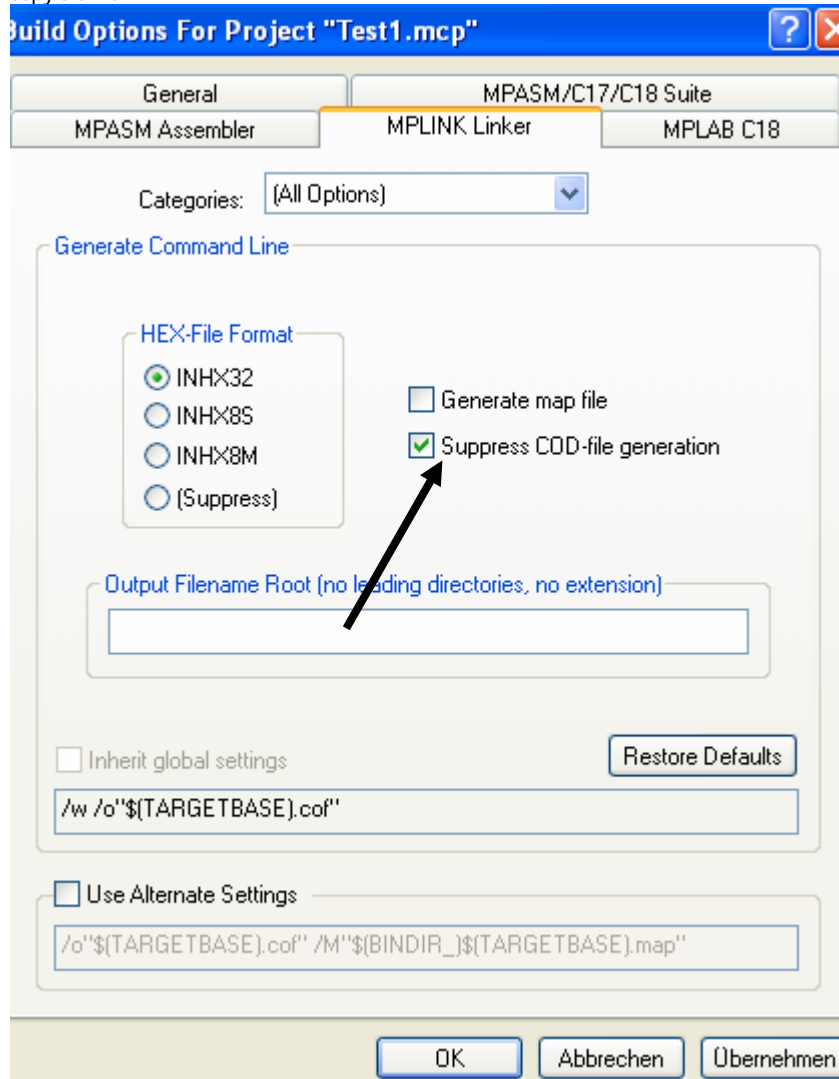 Build Options For Project "Test1.mcp"
General
MPASM/C17/C18 Suite
MPASM Assembler
MPLINK Linker
MPLAB C18
Categories:
(All Options)
Generate Command Line
HEX-File Format
INHX32
INHX8S
INHX8M
(Suppress)
Generate map file
Suppress COD-file generation
Output Filename Root (no leading directories, no extension)
Inherit global settings
Restore Defaults
/w /o"$(TARGETBASE).cof"
Use Alternate Settings
/o"$(TARGETBASE).cof" /M"$(BINDIR_)$(TARGETBASE).map"
OK
Abbrechen
Übernehmen